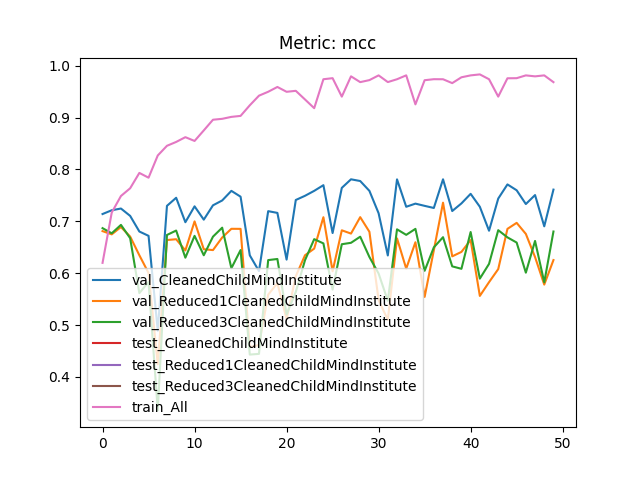 Metric: mcc
1.0
0.9
0.8
0.7
0.6
0.5
0.4
val_CleanedChildMindInstitute
val_Reduced1CleanedChildMindInstitute
val_Reduced3CleanedChildMindInstitute
test_CleanedChildMindInstitute
test_Reduced1CleanedChildMindInstitute
test_Reduced3CleanedChildMindInstitute
train_All
0
10
20
30
40
50